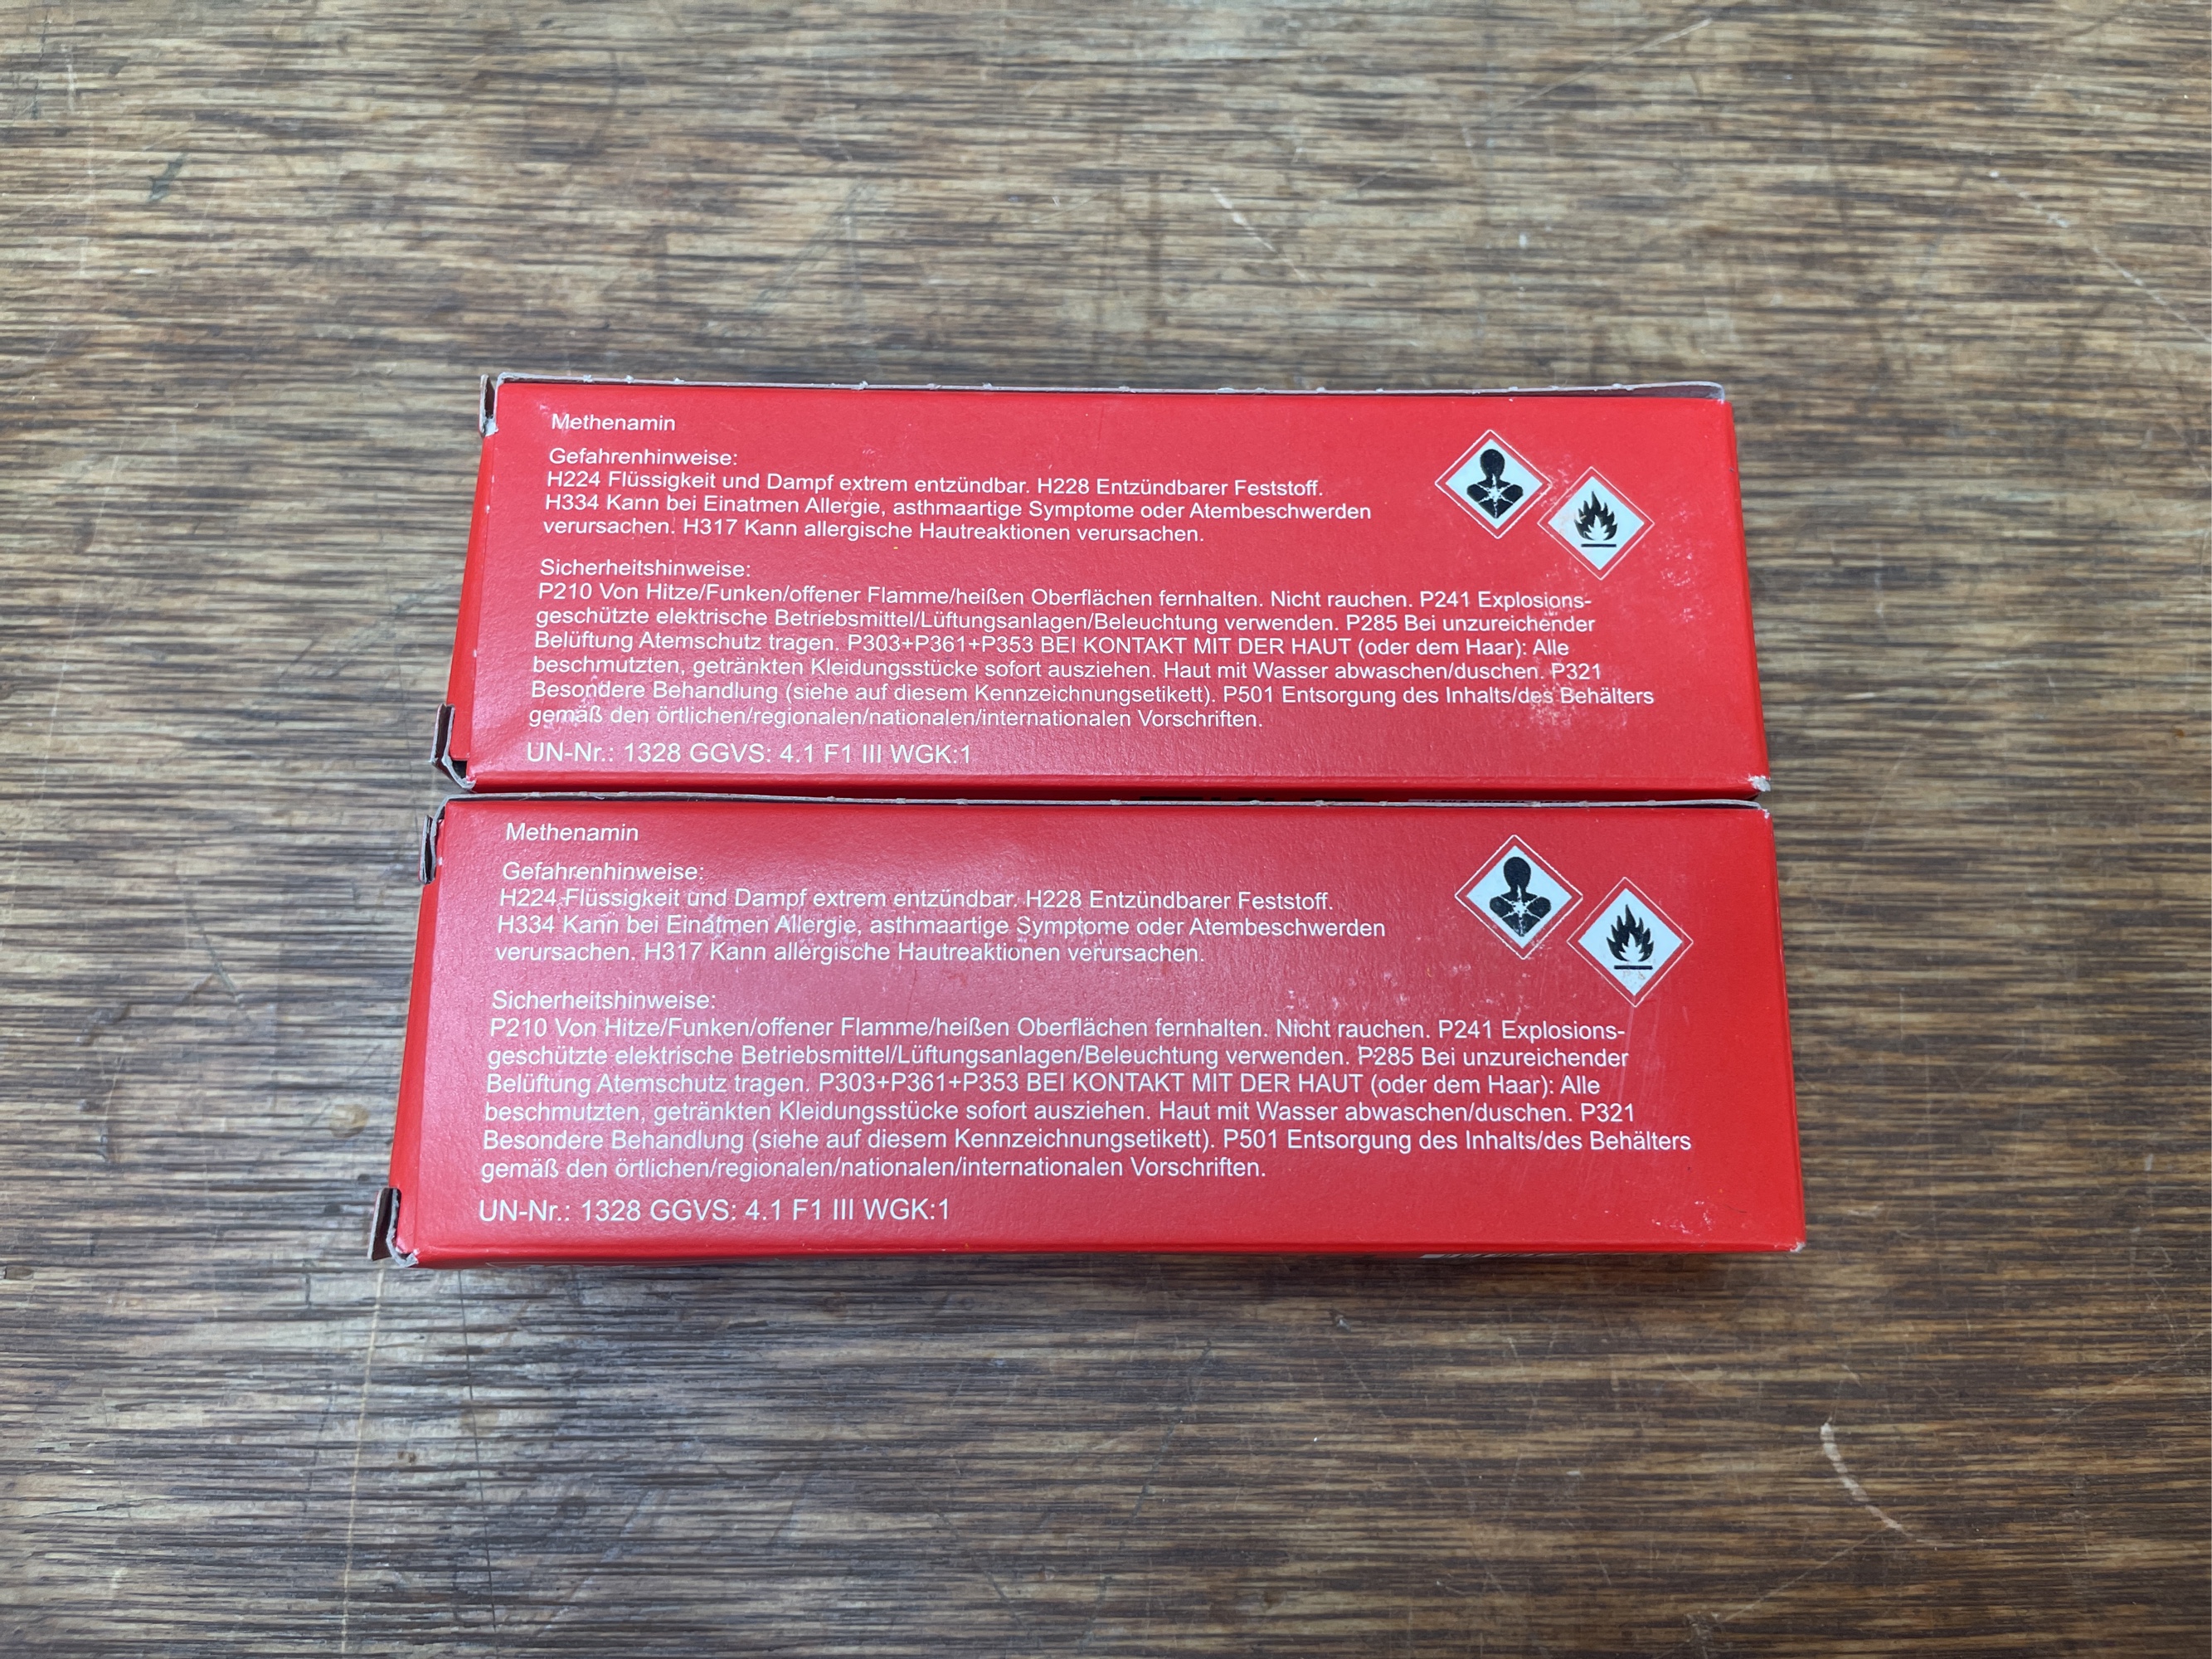 Methenamin
Gefahrenhinweise:
H224 Flüssigkeit und Dampf extrem entzündbar. H228 Entzündbarer Feststoff.
H334 Kann bei Einatmen Allergie, asthmaartige Symptome oder Atembeschwerden
verursachen. H317 Kann allergische Hautreaktionen verursachen.
Sicherheitshinweise:
P210 Von Hitze/Funken/offener Flamme/heißen Oberflächen fernhalten. Nicht rauchen. P241 Explosions-
geschützte elektrische Betriebsmittel/Lüftungsanlagen/Beleuchtung verwenden. P285 Bei unzureichender
Belüftung Atemschutz tragen. P303+P361+P353 BEI KONTAKT MIT DER HAUT (oder dem Haar): Alle
beschmutzten, getränkten Kleidungsstücke sofort ausziehen. Haut mit Wasser abwaschen/duschen. P321
Besondere Behandlung (siehe auf diesem Kennzeichnungsetikett). P501 Entsorgung des Inhalts/des Behälters
gemäß den örtlichen/regionalen/nationalen/internationalen Vorschriften.
UN-Nr.: 1328 GGVS: 4.1 F1 III WGK:1
Methenamin
Gefahrenhinweise:
H224 Flüssigkeit und Dampf extrem entzündbar. H228 Entzündbarer Feststoff.
H334 Kann bei Einatmen Allergie, asthmaartige Symptome oder Atembeschwerden
verursachen. H317 Kann allergische Hautreaktionen verursachen.
Sicherheitshinweise:
P210 Von Hitze/Funken/offener Flamme/heißen Oberflächen fernhalten. Nicht rauchen. P241 Explosions-
geschützte elektrische Betriebsmittel/Lüftungsanlagen/Beleuchtung verwenden. P285 Bei unzureichender
Belüftung Atemschutz tragen. P303+P361+P353 BEI KONTAKT MIT DER HAUT (oder dem Haar): Alle
beschmutzten, getränkten Kleidungsstücke sofort ausziehen. Haut mit Wasser abwaschen/duschen. P321
Besondere Behandlung (siehe auf diesem Kennzeichnungsetikett). P501 Entsorgung des Inhalts/des Behälters
gemäß den örtlichen/regionalen/nationalen/internationalen Vorschriften.
UN-Nr.: 1328 GGVS: 4.1 F1 III WGK:1